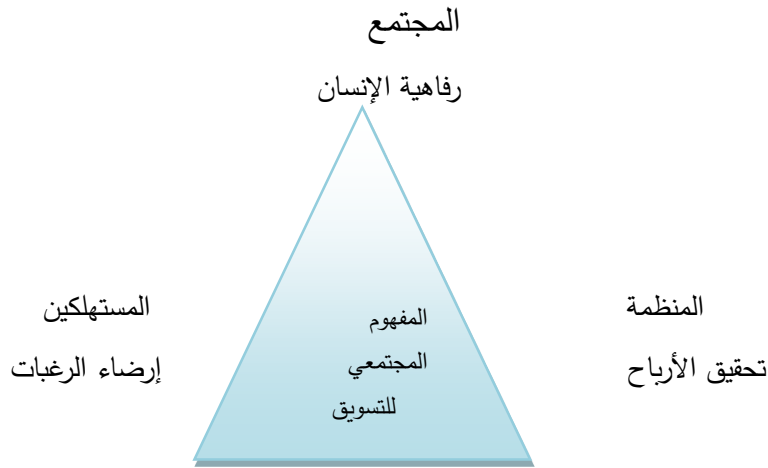 المجتمع
رفاهية الإنسان
المنظمة
تحقيق الأرباح
المفهوم
المجتمعي
للتسويق
المستهلكين
إرضاء الرغبات